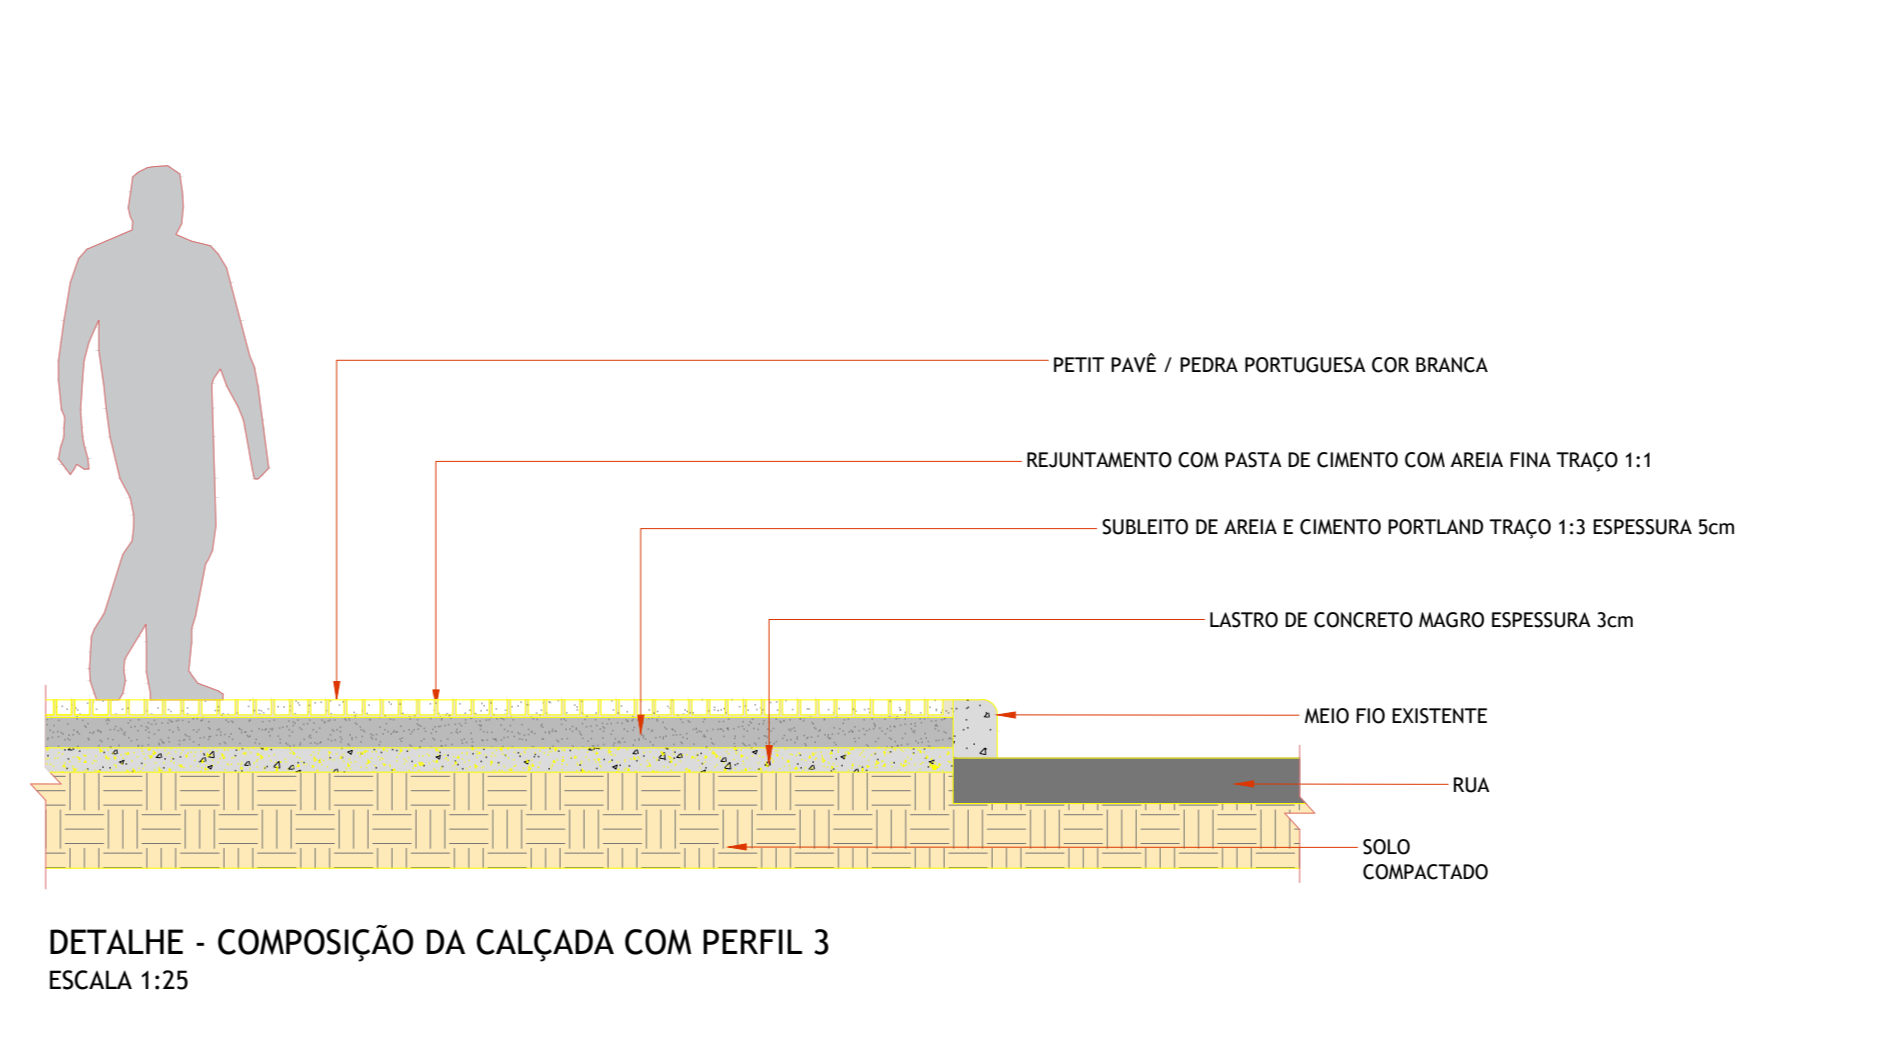 PETIT PAVÊ / PEDRA PORTUGUESA COR BRANCA
REJUNTAMENTO COM PASTA DE CIMENTO COM AREIA FINA TRAÇO 1:1
SUBLEITO DE AREIA E CIMENTO PORTLAND TRAÇO 1:3 ESPESSURA 5cm
LASTRO DE CONCRETO MAGRO ESPESSURA 3cm
MEIO FIO EXISTENTE
RUA
SOLO
COMPACTADO
DETALHE - COMPOSIÇÃO DA CALÇADA COM PERFIL 3
ESCALA 1:25